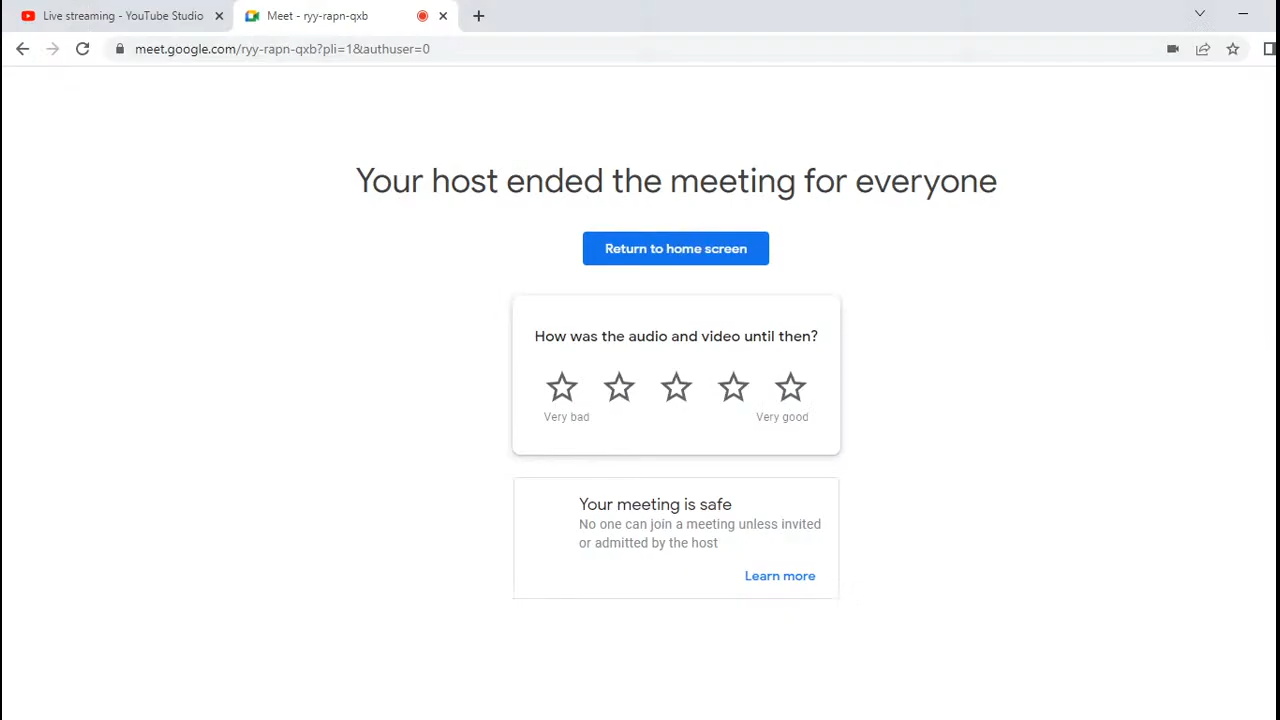 Live streaming - YouTube Studio
Meet - ryy-rapn-qxb
meet.google.com/ryy-rapn-qxb?pli=1&authuser=0
Your host ended the meeting for everyone
Return to home screen
How was the audio and video until then?
Very bad
Very good
Your meeting is safe
No one can join a meeting unless invited
or admitted by the host
Learn more